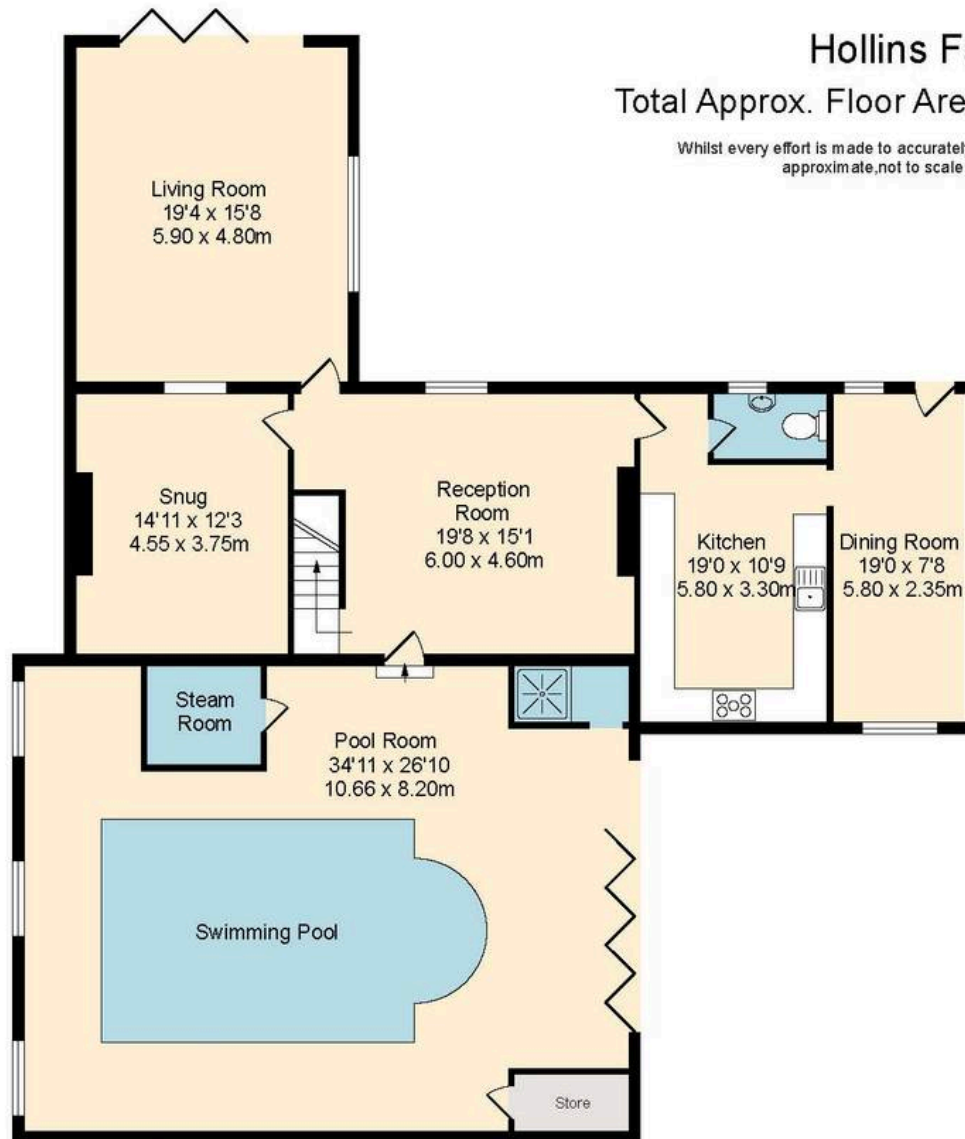 Hollins F
Total Approx. Floor Are
Whilst every effort is made to accurately
approximate,not to scale
Living Room
19'4 x 15'8
5.90 x 4.80m
Snug
14'11 x 12'3
4.55 x 3.75m
Reception
Room
19'8 x 15'1
6.00 x 4.60m
Kitchen
19'0 x 10'9
5.80 x 3.30m
Dining Room
19'0 x 7'8
5.80 x 2.35m
Steam
Room
Pool Room
34'11 x 26'10
10.66 x 8.20m
Swimming Pool
Store